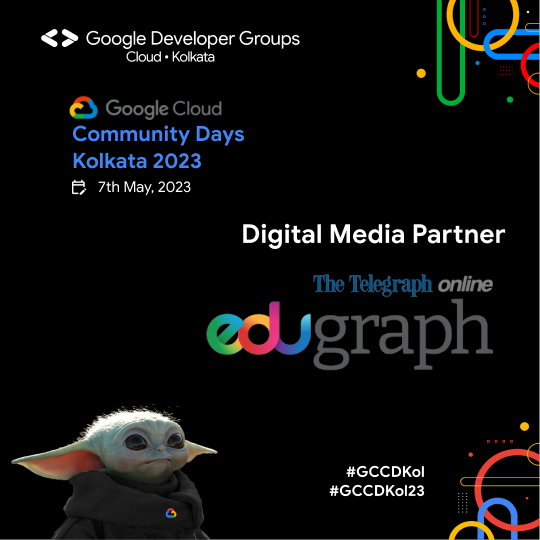 Google Developer Groups
Cloud • Kolkata
Google Cloud
Community Days
Kolkata 2023
7th May, 2023
Digital Media Partner
The Telegraph online
edugraph
#GCCDKol
#GCCDKol23